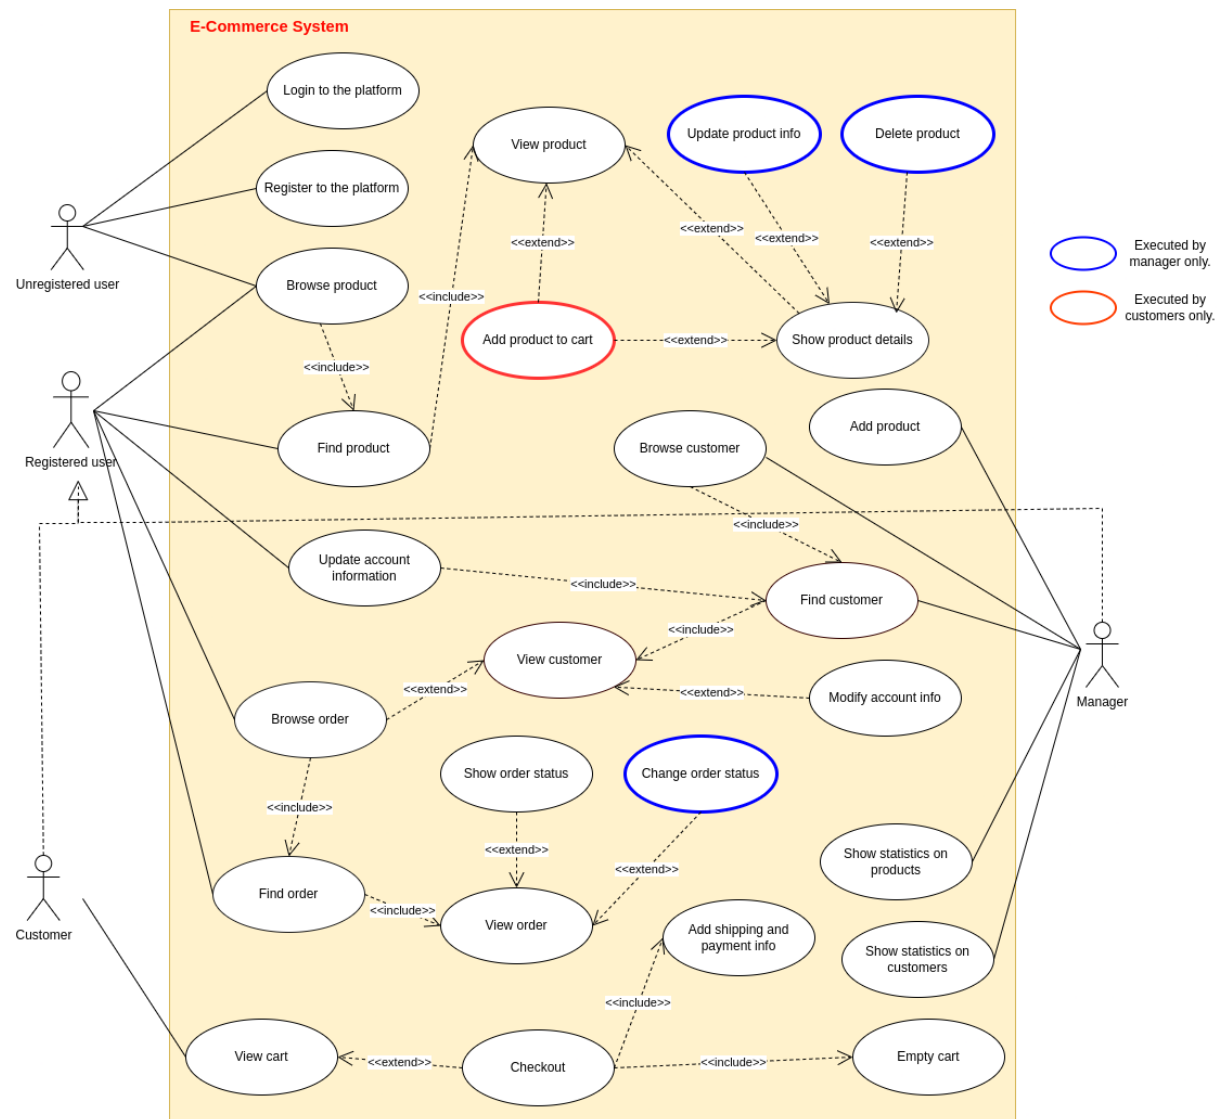 E-Commerce System
Login to the platform
View product
Update product info
Delete product
Register to the platform
<<extend>>
<<extend>>
<<extend>>
<<extend>>
Executed by
manager only.
Unregistered user
Browse product
<<include>>
Executed by
customers only.
Add product to cart
<<extend>>
Show product details
<<include>>
Add product
Registered user
Find product
Browse customer
<<include>>
Update account
information
<<include>>
Find customer
<<include>>
View customer
<<extend>>
<<extend>>
Modify account info
Manager
Browse order
Show order status
Change order status
<<include>>
<<extend>>
<<extend>>
Show statistics on
products
Find order
<<include>>
View order
Customer
Add shipping and
payment info
Show statistics on
customers
<<include>>
View cart
<<extend>>
Checkout
<<include>>
Empty cart